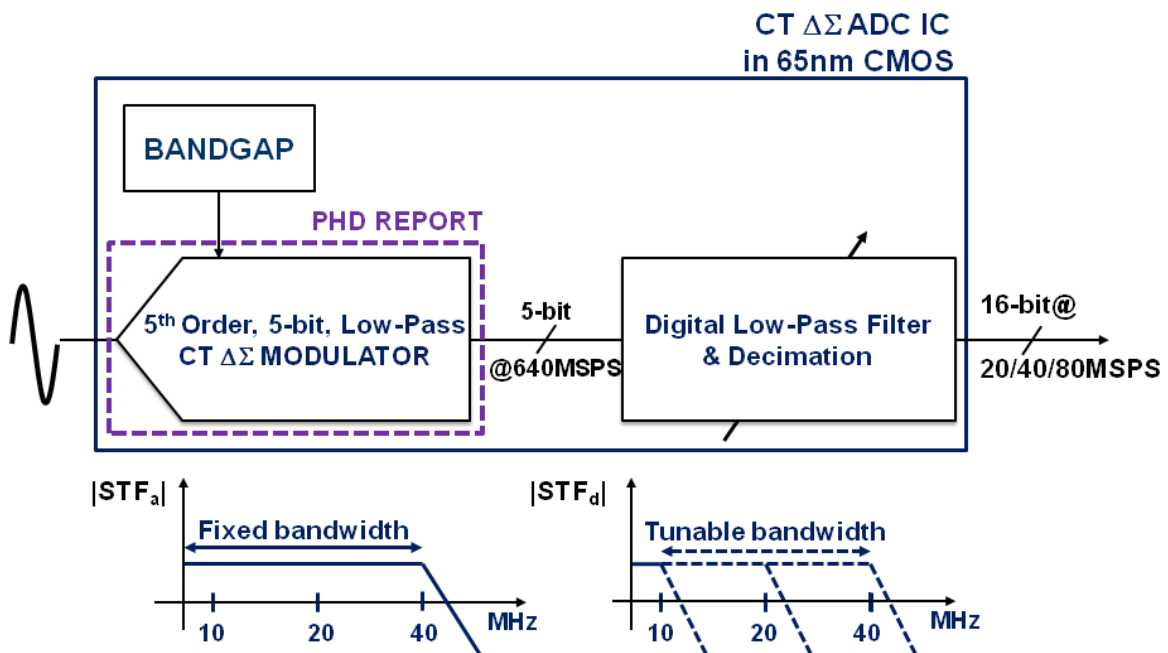 CT ΔΣ ADC IC
in 65nm CMOS
BANDGAP
PHD REPORT
5th Order, 5-bit, Low-Pass
CT ΔΣ MODULATOR
5-bit
@640MSPS
Digital Low-Pass Filter
& Decimation
16-bit@
20/40/80MSPS
|STFa|
Fixed bandwidth
10 20 40 MHz
|STFd|
Tunable bandwidth
10 20 40 MHz